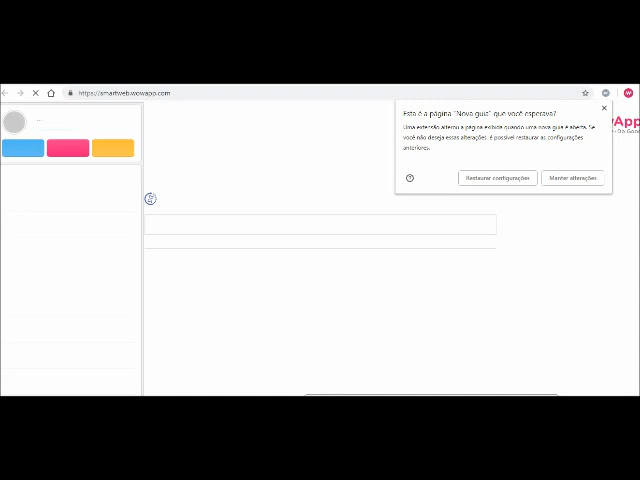 https://smartweb.wowapp.com
Esta é a página "Nova guia" que você esperava?
Uma extensão alterou a página exibida quando uma nova guia é aberta. Se
você não deseja essas alterações, é possível restaurar as configurações
anteriores.
Restaurar configurações
Manter alterações